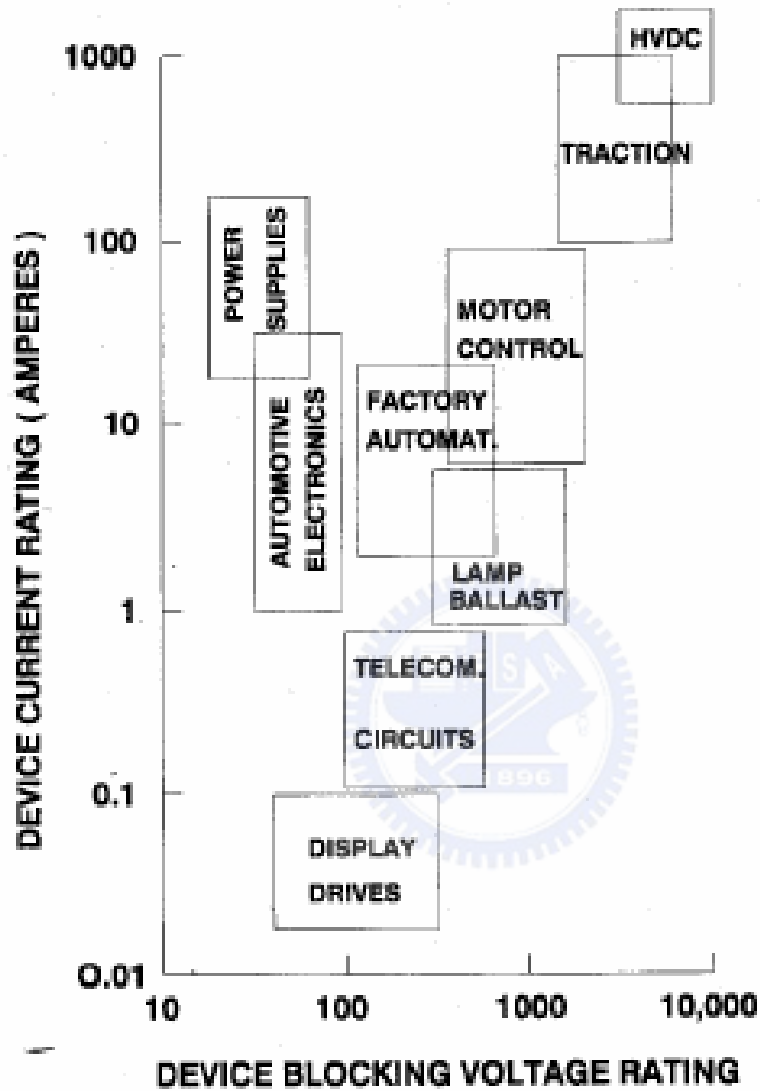 HVDC
1000
TRACTION
DEVICE CURRENT RATING ( AMPERES )
POWER
SUPPLIES
100
MOTOR
CONTROL
AUTOMOTIVE
ELECTRONICS
FACTORY
AUTOMAT.
10
LAMP
BALLAST
1
TELECOM.
CIRCUITS
S A
1896
0.1
DISPLAY
DRIVES
O.01
10
100
1000
10,000
DEVICE BLOCKING VOLTAGE RATING